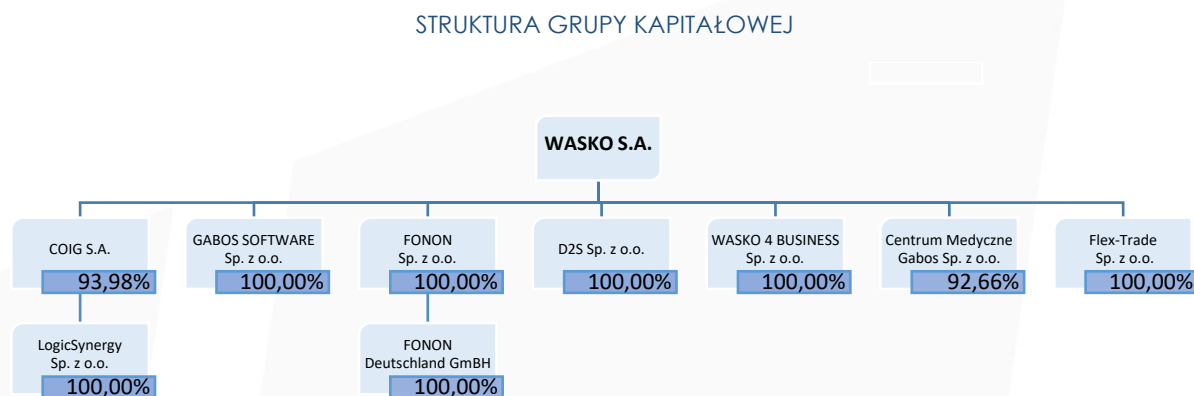 STRUKTURA GRUPY KAPITAŁOWEJ
WASKO S.A.
COIG S.A.
93,98%
GABOS SOFTWARE
Sp. z o.o.
100,00%
FONON
Sp. z o.o.
100,00%
D2S Sp. z o.o.
100,00%
WASKO 4 BUSINESS
Sp. z o.o.
100,00%
Centrum Medyczne
Gabos Sp. z o.o.
92,66%
Flex-Trade
Sp. z o.o.
100,00%
LogicSynergy
Sp. z o.o.
100,00%
FONON
Deutschland GmBH
100,00%